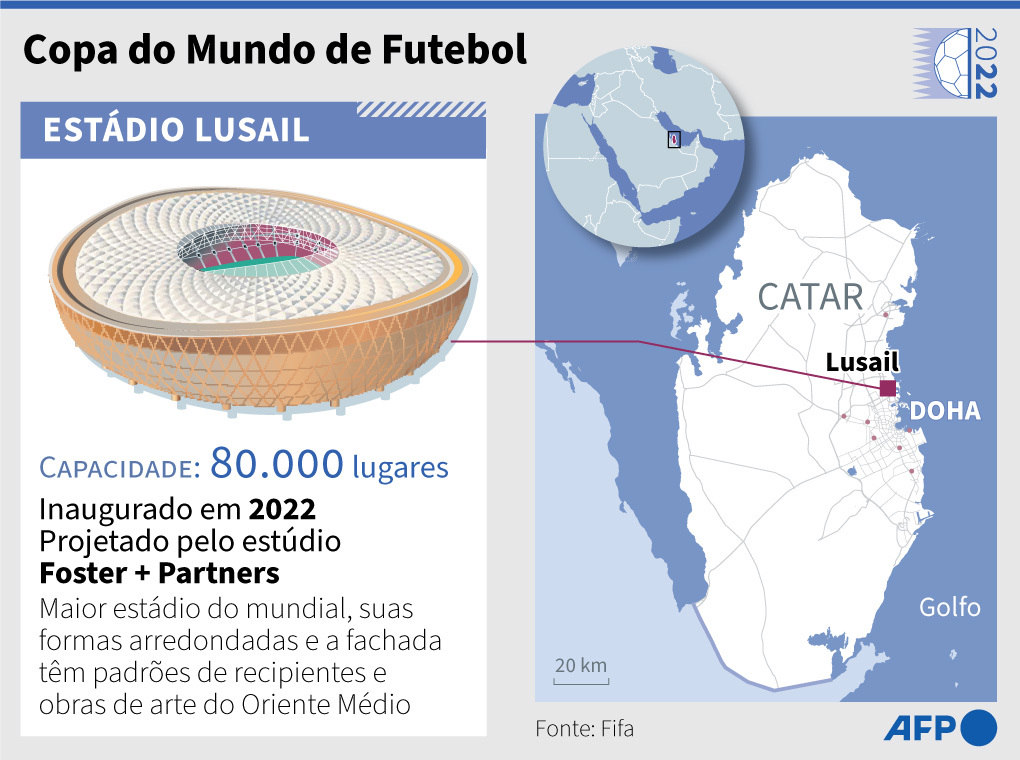 Copa do Mundo de Futebol
2022
ESTÁDIO LUSAIL
CAPACIDADE: 80.000 lugares
Inaugurado em 2022
Projetado pelo estúdio
Foster + Partners
Maior estádio do mundial, suas
formas arredondadas e a fachada
têm padrões de recipientes e
obras de arte do Oriente Médio
CATAR
Lusail
DOHA
Golfo
20 km
Fonte: Fifa
AFP